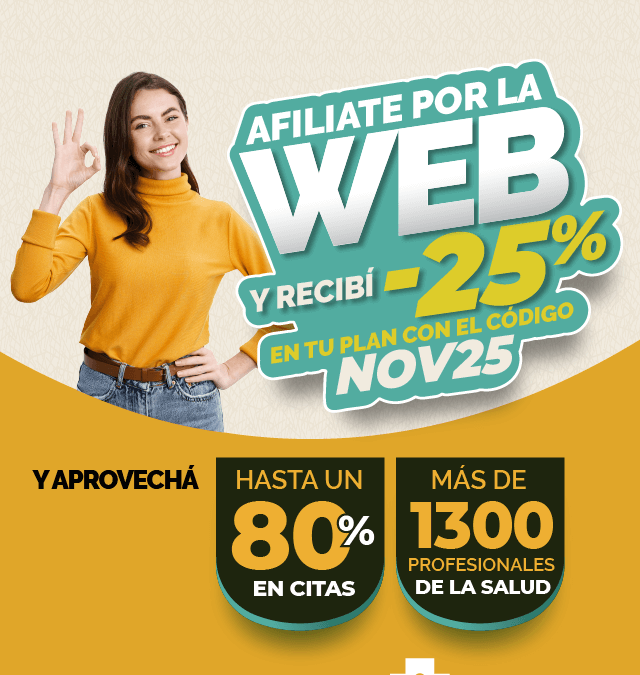 AFILIATE POR LA
WEB
Y RECIBÍ -25%
EN TU PLAN CON EL CÓDIGO
NOV25
Y APROVECHÁ
HASTA UN
80%
EN CITAS
MÁS DE
1300
PROFESIONALES
DE LA SALUD